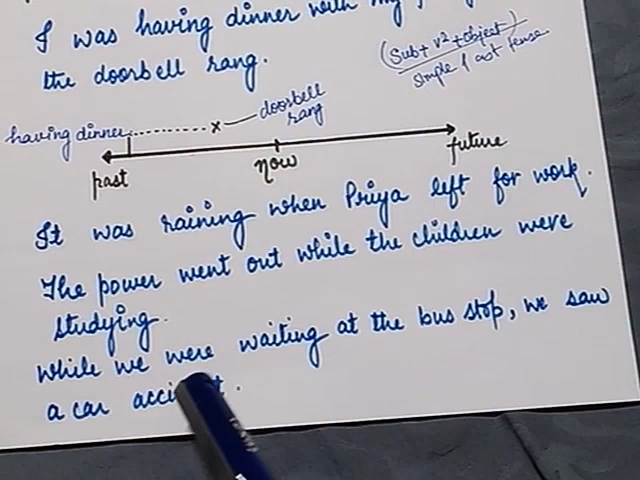 I was having dinner with my
the doorbell rang.
(Sub + V2 + object)
Simple Past Tense
having dinner
doorbell
rang
past
now
future
It was raining when Priya left for work.
The power went out while the children were
studying.
While we were waiting at the bus stop, we saw
a car